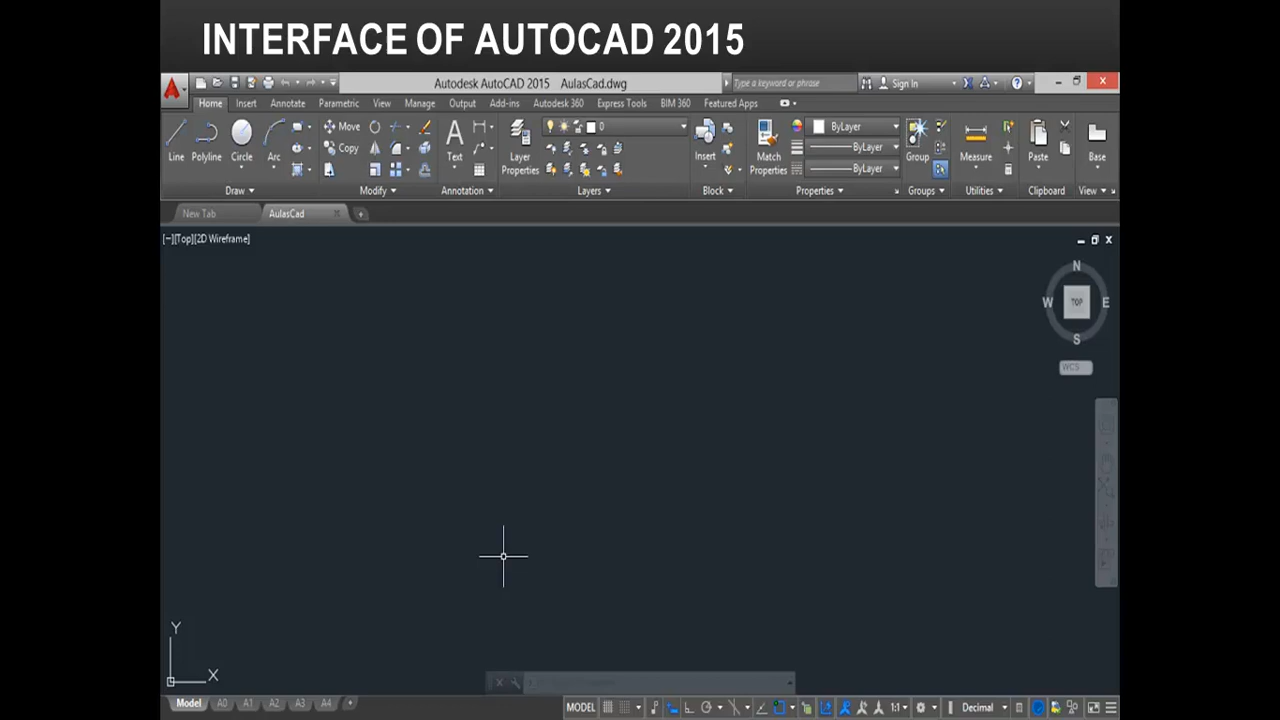 INTERFACE OF AUTOCAD 2015
Autodesk AutoCAD 2015 AulasCad.dwg
Type a keyword or phrase
Sign In
Home Insert Annotate Parametric View Manage Output Add-ins Autodesk 360 Express Tools BIM 360 Featured Apps
Line Polyline Circle Arc
Move
Copy
Text
Layer
Properties
0
Insert
Match
Properties
ByLayer
ByLayer
ByLayer
Group
Measure
Paste
Base
Draw Modify Annotation Layers Block Properties Groups Utilities Clipboard View
New Tab AulasCad
[−][Top][2D Wireframe]
N
W TOP E
S
WCS
Y
X
Model A0 A1 A2 A3 A4
MODEL 1:1 Decimal